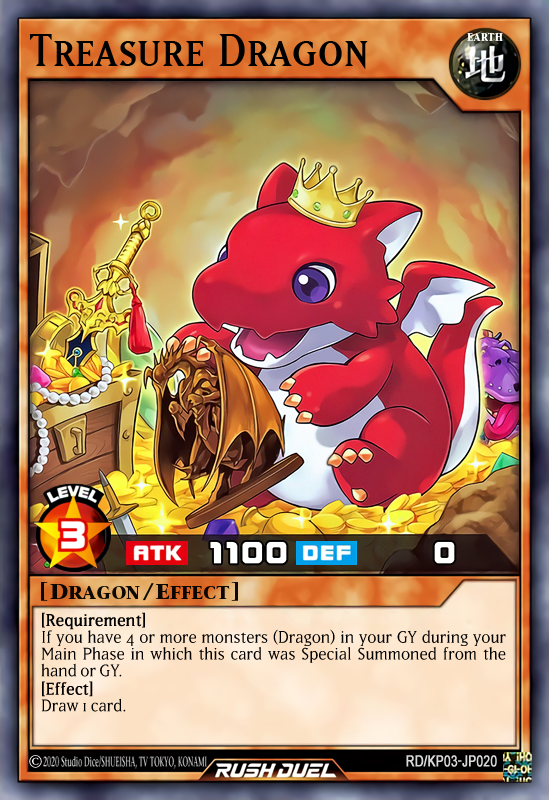 TREASURE DRAGON
EARTH
地
LEVEL
3
ATK 1100 DEF 0
[DRAGON/EFFECT]
[Requirement]
If you have 4 or more monsters (Dragon) in your GY during your
Main Phase in which this card was Special Summoned from the
hand or GY.
[Effect]
Draw 1 card.
©2020 Studio Dice/SHUEISHA, TV TOKYO, KONAMI
RUSH DUEL
RD/KP03-JP020